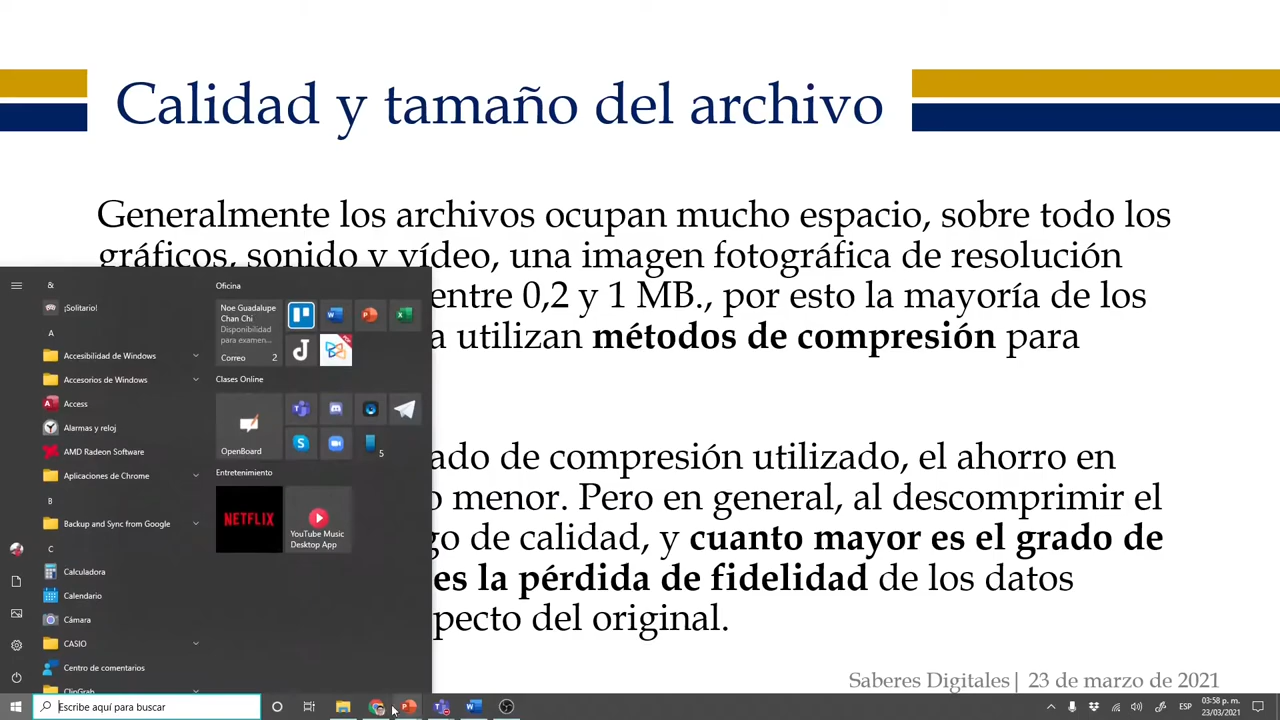 Calidad y tamaño del archivo
Generalmente los archivos ocupan mucho espacio, sobre todo los
gráficos, sonido y vídeo, una imagen fotográfica de resolución
entre 0,2 y 1 MB., por esto la mayoría de los
a utilizan métodos de compresión para
ado de compresión utilizado, el ahorro en
o menor. Pero en general, al descomprimir el
go de calidad, y cuanto mayor es el grado de
es la pérdida de fidelidad de los datos
pecto del original.
Saberes Digitales| 23 de marzo de 2021
&
¡Solitario!
A
Accesibilidad de Windows
Accesorios de Windows
Access
Alarmas y reloj
AMD Radeon Software
Aplicaciones de Chrome
B
Backup and Sync from Google
C
Calculadora
Calendario
Cámara
CASIO
Centro de comentarios
ClipGrab
Oficina
Noe Guadalupe
Chan Chi
Disponibilidad
para examen...
Correo 2
Clases Online
OpenBoard
5
Entretenimiento
NETFLIX
YouTube Music
Desktop App
Escribe aquí para buscar
ESP
03:58 p. m.
23/03/2021